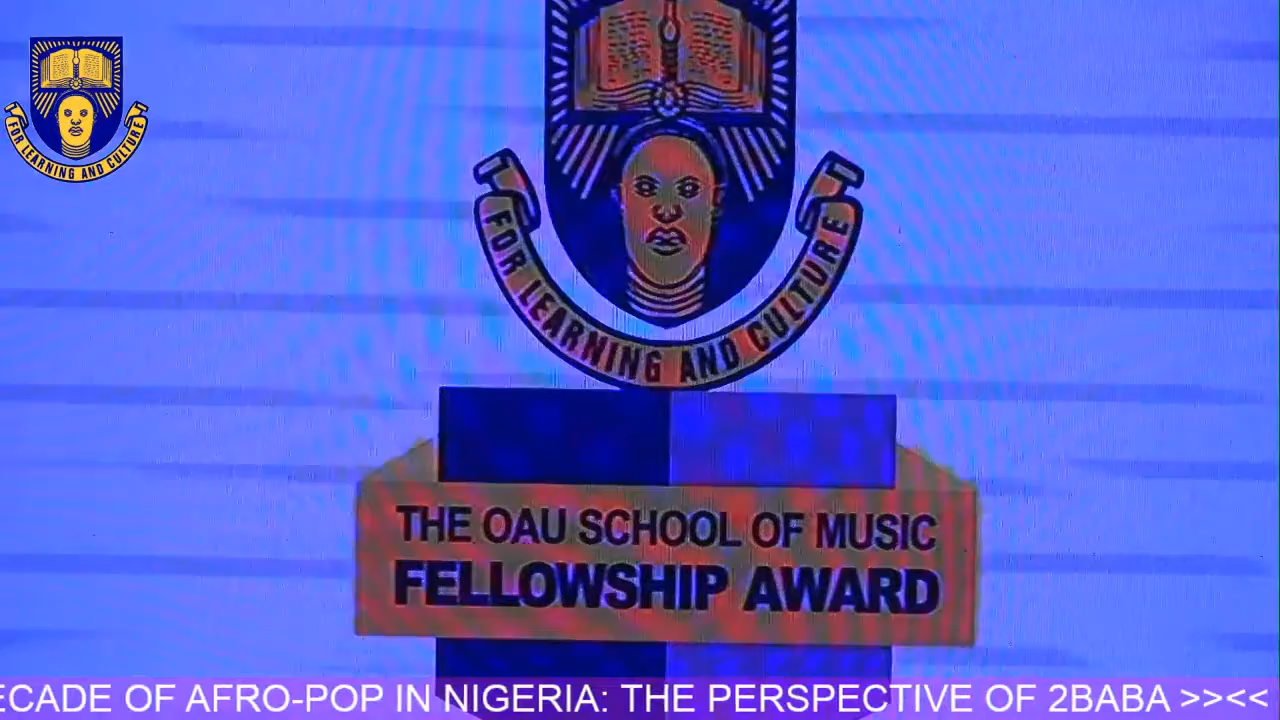 FOR LEARNING AND CULTURE
FOR LEARNING AND CULTURE
THE OAU SCHOOL OF MUSIC
FELLOWSHIP AWARD
ECADE OF AFRO-POP IN NIGERIA: THE PERSPECTIVE OF 2BABA >><<